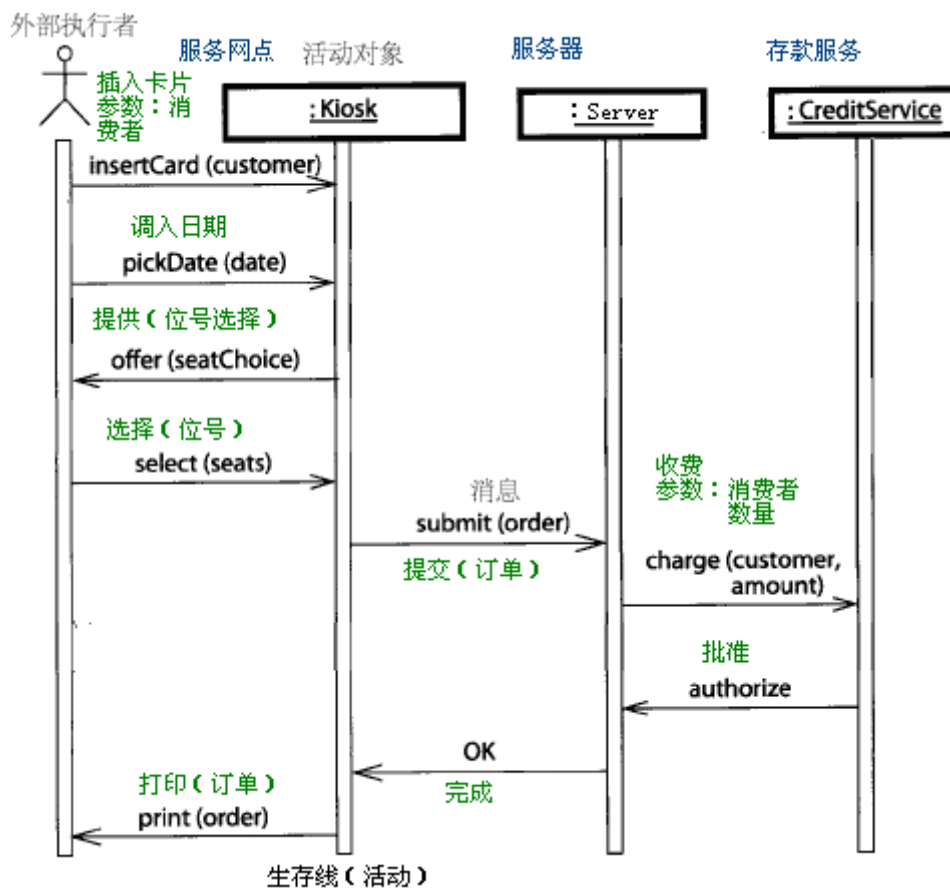 外部执行者
服务网点
活动对象
服务器
存款服务
插入卡片
参数：消
费者
:Kiosk
: Server
:CreditService
insertCard (customer)
调入日期
pickDate (date)
提供（位号选择）
offer (seatChoice)
选择（位号）
select (seats)
消息
submit (order)
提交（订单）
收费
参数：消费者
数量
charge (customer,
amount)
批准
authorize
OK
完成
打印（订单）
print (order)
生存线（活动）